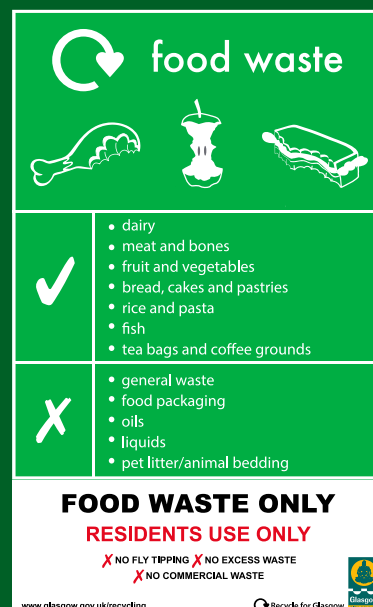 food waste
• dairy
• meat and bones
• fruit and vegetables
• bread, cakes and pastries
• rice and pasta
• fish
• tea bags and coffee grounds
• general waste
• food packaging
• oils
• liquids
• pet litter/animal bedding
FOOD WASTE ONLY
RESIDENTS USE ONLY
✗ NO FLY TIPPING ✗ NO EXCESS WASTE
✗ NO COMMERCIAL WASTE
www.glasgow.gov.uk/recycling
Recycle for Glasgow
Glasgow